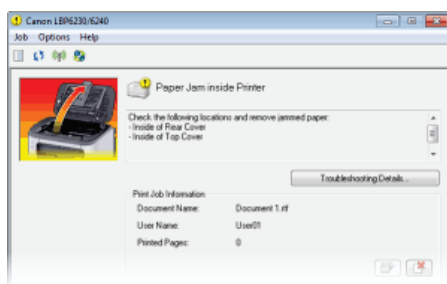 Canon LBP6230/6240
Job Options Help
Paper Jam inside Printer
Check the following locations and remove jammed paper:
- Inside of Rear Cover
- Inside of Top Cover
Troubleshooting Details...
Print Job Information
Document Name: Document 1.rtf
User Name: User01
Printed Pages: 0